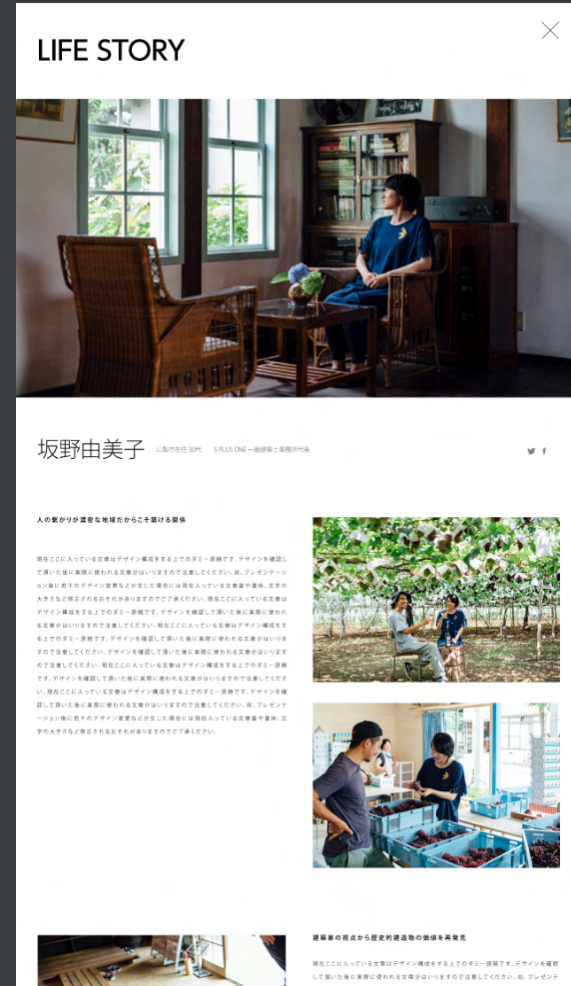 LIFE STORY
坂野由美子
山梨市在住 30代
S PLUS ONE 一級建築士事務所代表
人の繋がりが濃密な地域だからこそ築ける関係
現在ここに入っている文章はデザイン構成をする上でのダミー原稿です。デザインを確認し
て頂いた後に実際に使われる文章がはいりますので注意してください。尚、プレゼンテーシ
ョン後に若干のデザイン変更などが生じた場合には現在入っている文章量や書体、文字の
大きさなど修正されるおそれがありますのでご了承ください。現在ここに入っている文章は
デザイン構成をする上でのダミー原稿です。デザインを確認して頂いた後に実際に使われ
る文章がはいりますので注意してください。現在ここに入っている文章はデザイン構成をす
る上でのダミー原稿です。デザインを確認して頂いた後に実際に使われる文章がはいりま
すので注意してください。デザインを確認して頂いた後に実際に使われる文章がはいります
ので注意してください。現在ここに入っている文章はデザイン構成をする上でのダミー原稿
です。デザインを確認して頂いた後に実際に使われる文章がはいりますので注意してくださ
い。現在ここに入っている文章はデザイン構成をする上でのダミー原稿です。デザインを確
認して頂いた後に実際に使われる文章がはいりますので注意してください。尚、プレゼンテ
ーション後に若干のデザイン変更などが生じた場合には現在入っている文章量や書体、文
字の大きさなど修正されるおそれがありますのでご了承ください。
建築家の視点から歴史的建造物の価値を再発見
現在ここに入っている文章はデザイン構成をする上でのダミー原稿です。デザインを確認
して頂いた後に実際に使われる文章がはいりますので注意してください。尚、プレゼンテ